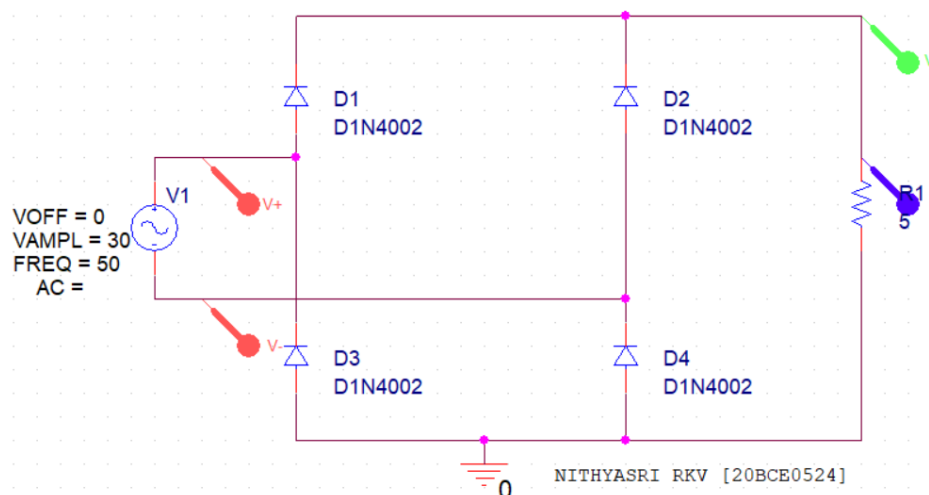 V
D1
D1N4002
D2
D1N4002
V1
V+
R1
5
VOFF = 0
VAMPL = 30
FREQ = 50
AC =
V-
D3
D1N4002
D4
D1N4002
0
NITHYASRI RKV [20BCE0524]